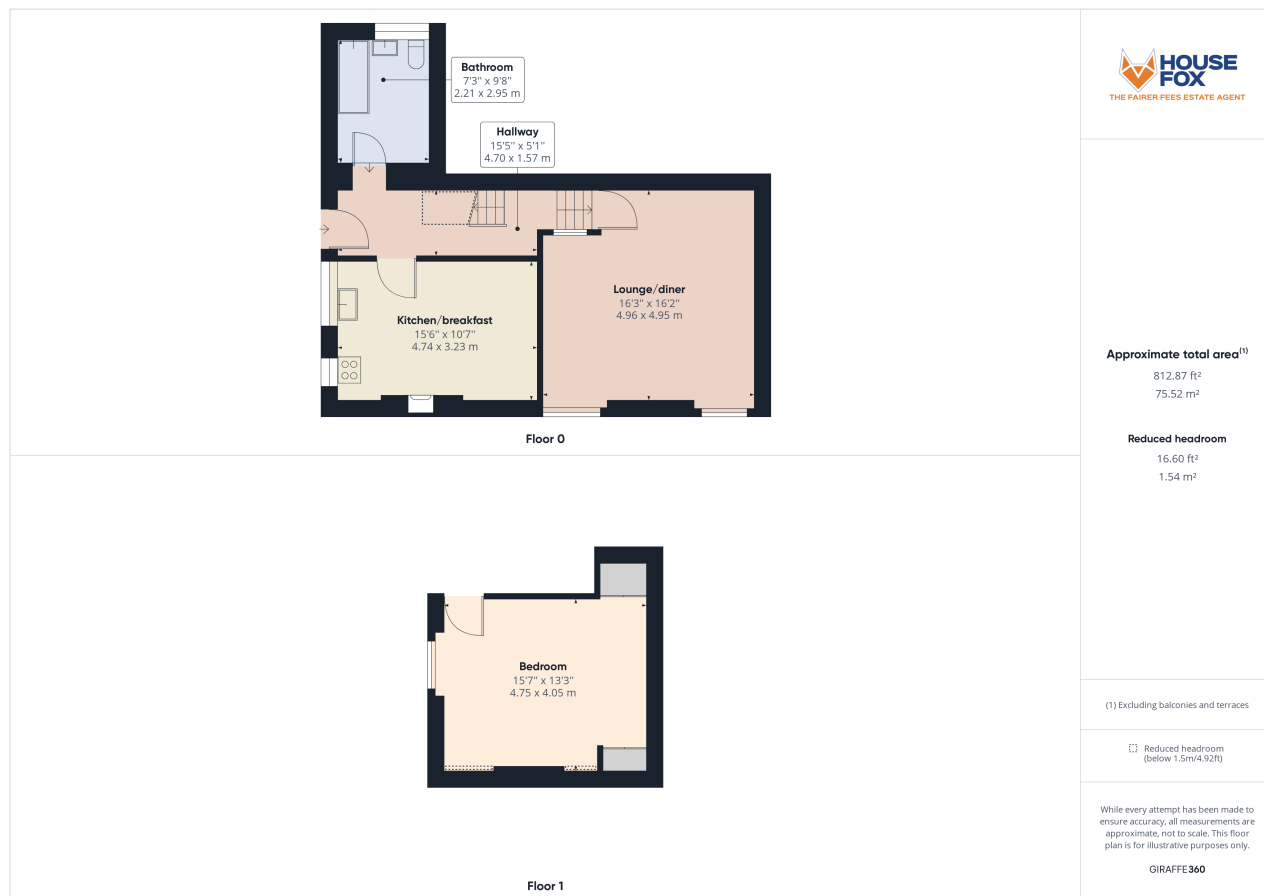 Bathroom
7'3" x 9'8"
2.21 x 2.95 m
Hallway
15'5" x 5'1"
4.70 x 1.57 m
Lounge/diner
16'3" x 16'2"
4.96 x 4.95 m
Kitchen/breakfast
15'6" x 10'7"
4.74 x 3.23 m
Floor 0
Bedroom
15'7" x 13'3"
4.75 x 4.05 m
Floor 1
HOUSE
FOX
THE FAIRER FEES ESTATE AGENT
Approximate total area(1)
812.87 ft²
75.52 m²
Reduced headroom
16.60 ft²
1.54 m²
(1) Excluding balconies and terraces
Reduced headroom
(below 1.5m/4.92ft)
While every attempt has been made to
ensure accuracy, all measurements are
approximate, not to scale. This floor
plan is for illustrative purposes only.
GIRAFFE360